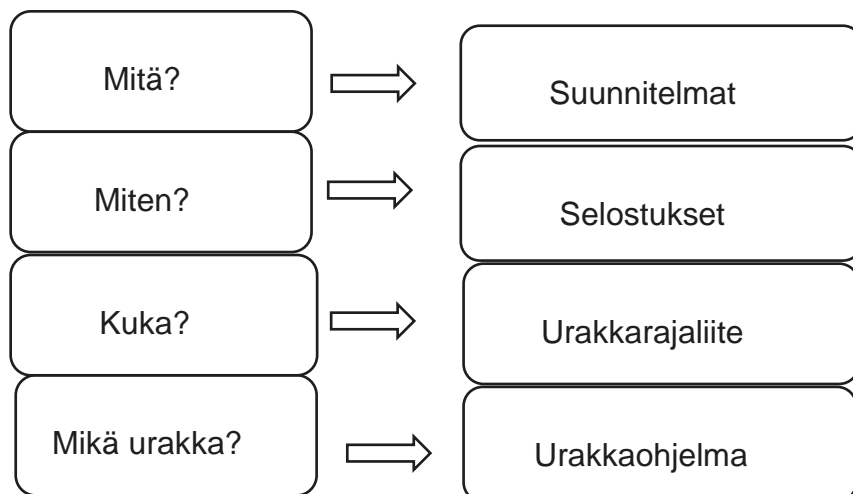 Mitä?
Suunnitelmat
Miten?
Selostukset
Kuka?
Urakkarajaliite
Mikä urakka?
Urakkaohjelma